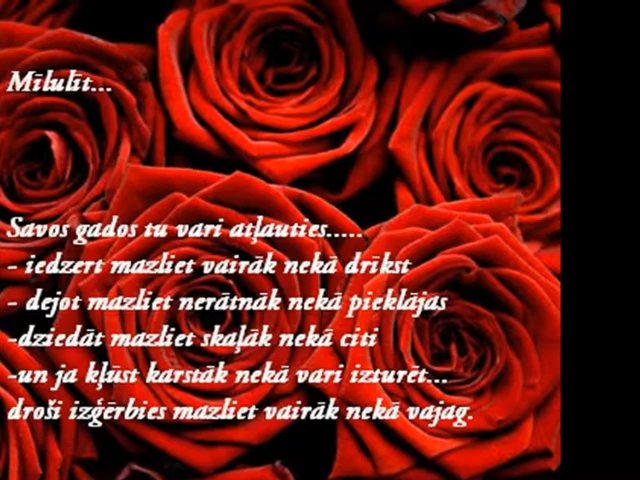 Mīlulīt...
Savos gados tu vari atļauties.....
- iedzert mazliet vairāk nekā drīkst
- dejot mazliet nerātnāk nekā pieklājas
-dziedāt mazliet skaļāk nekā citi
-un ja kļūst karstāk nekā vari izturēt...
droši izģērbies mazliet vairāk nekā vajag.